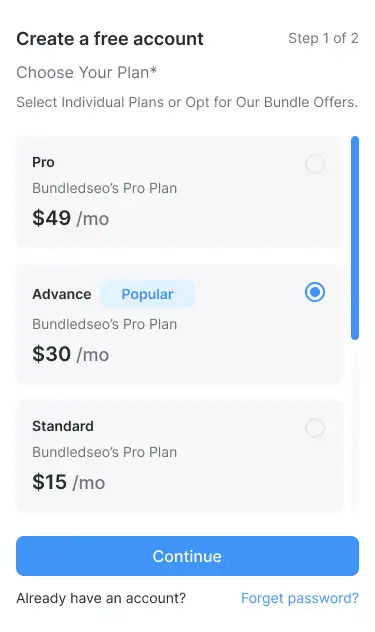 Create a free account
Step 1 of 2
Choose Your Plan*
Select Individual Plans or Opt for Our Bundle Offers.
Pro
Bundledseo's Pro Plan
$49 /mo
Advance Popular
Bundledseo's Pro Plan
$30 /mo
Standard
Bundledseo's Pro Plan
$15 /mo
Continue
Already have an account?
Forget password?